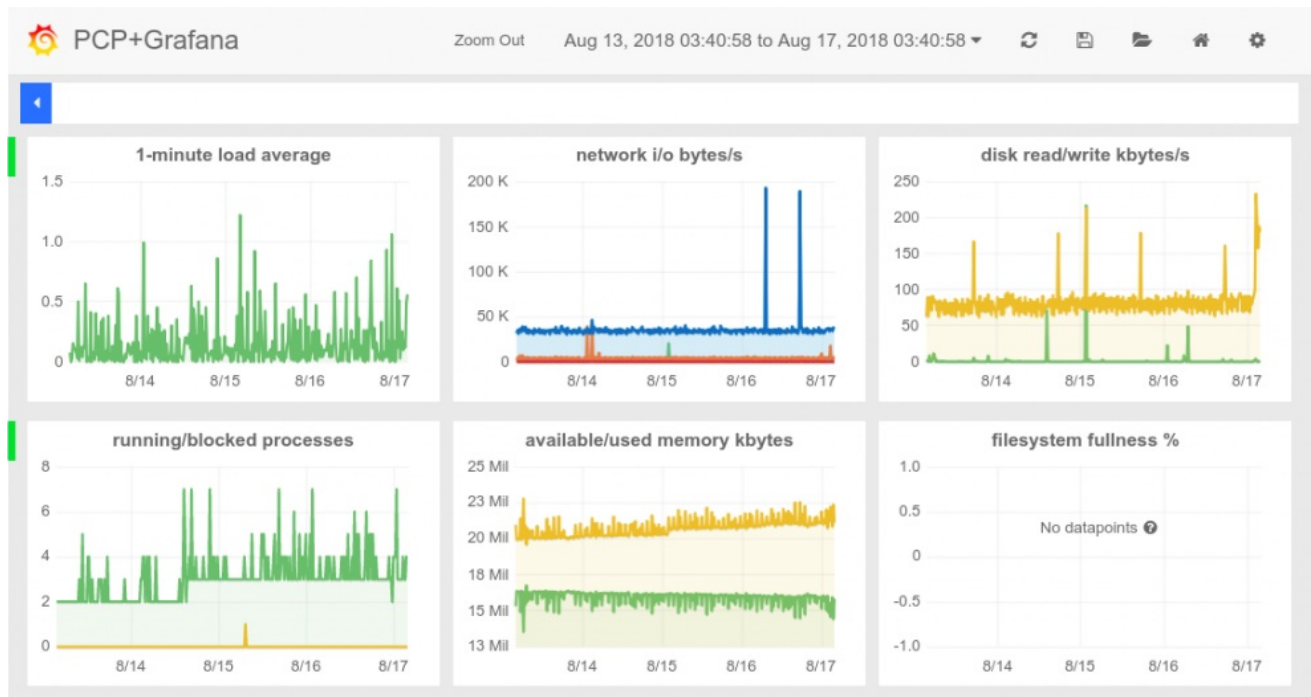 PCP+Grafana
Zoom Out Aug 13, 2018 03:40:58 to Aug 17, 2018 03:40:58
1-minute load average
1.5
1.0
0.5
0
8/14 8/15 8/16 8/17
network i/o bytes/s
200 K
150 K
100 K
50 K
0
8/14 8/15 8/16 8/17
disk read/write kbytes/s
250
200
150
100
50
0
8/14 8/15 8/16 8/17
running/blocked processes
8
6
4
2
0
8/14 8/15 8/16 8/17
available/used memory kbytes
25 Mil
23 Mil
20 Mil
18 Mil
15 Mil
13 Mil
8/14 8/15 8/16 8/17
filesystem fullness %
1.0
0.5
No datapoints
0
-0.5
-1.0
8/14 8/15 8/16 8/17